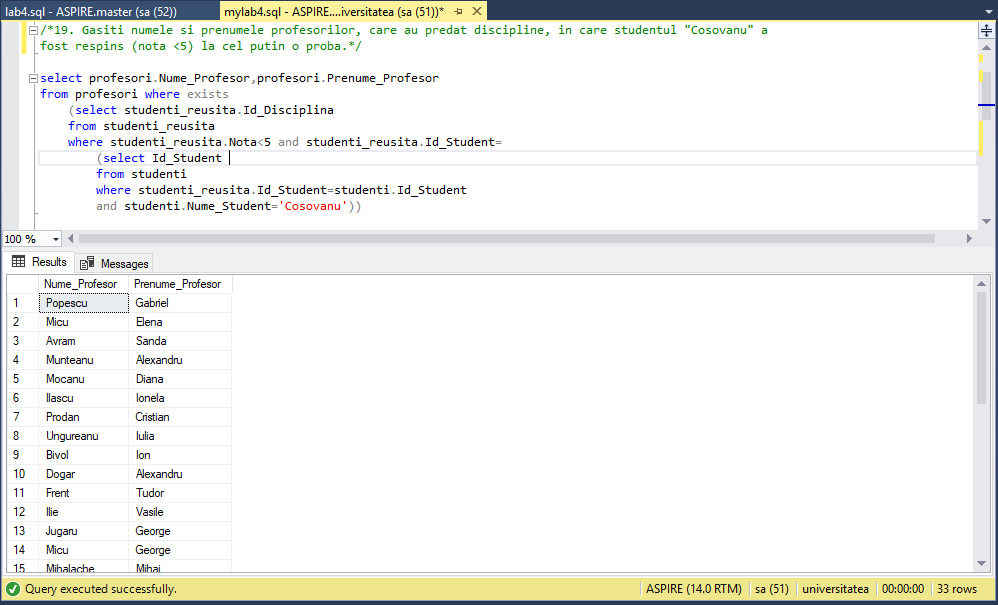 lab4.sql - ASPIRE.master (sa (52))
mylab4.sql - ASPIRE....iversitatea (sa (51))*
/*19. Gasiti numele si prenumele profesorilor, care au predat discipline, in care studentul "Cosovanu" a
fost respins (nota <5) la cel putin o proba.*/
select profesori.Nume_Profesor,profesori.Prenume_Profesor
from profesori where exists
(select studenti_reusita.Id_Disciplina
from studenti_reusita
where studenti_reusita.Nota<5 and studenti_reusita.Id_Student=
(select Id_Student
from studenti
where studenti_reusita.Id_Student=studenti.Id_Student
and studenti.Nume_Student='Cosovanu'))
100 %
Results Messages
Nume_Profesor Prenume_Profesor
1 Popescu Gabriel
2 Micu Elena
3 Avram Sanda
4 Munteanu Alexandru
5 Mocanu Diana
6 Ilascu Ionela
7 Prodan Cristian
8 Ungureanu Iulia
9 Bivol Ion
10 Dogar Alexandru
11 Frent Tudor
12 Ilie Vasile
13 Jugaru George
14 Micu George
15 Mihalache Mihai
Query executed successfully. ASPIRE (14.0 RTM) sa (51) universitatea 00:00:00 33 rows